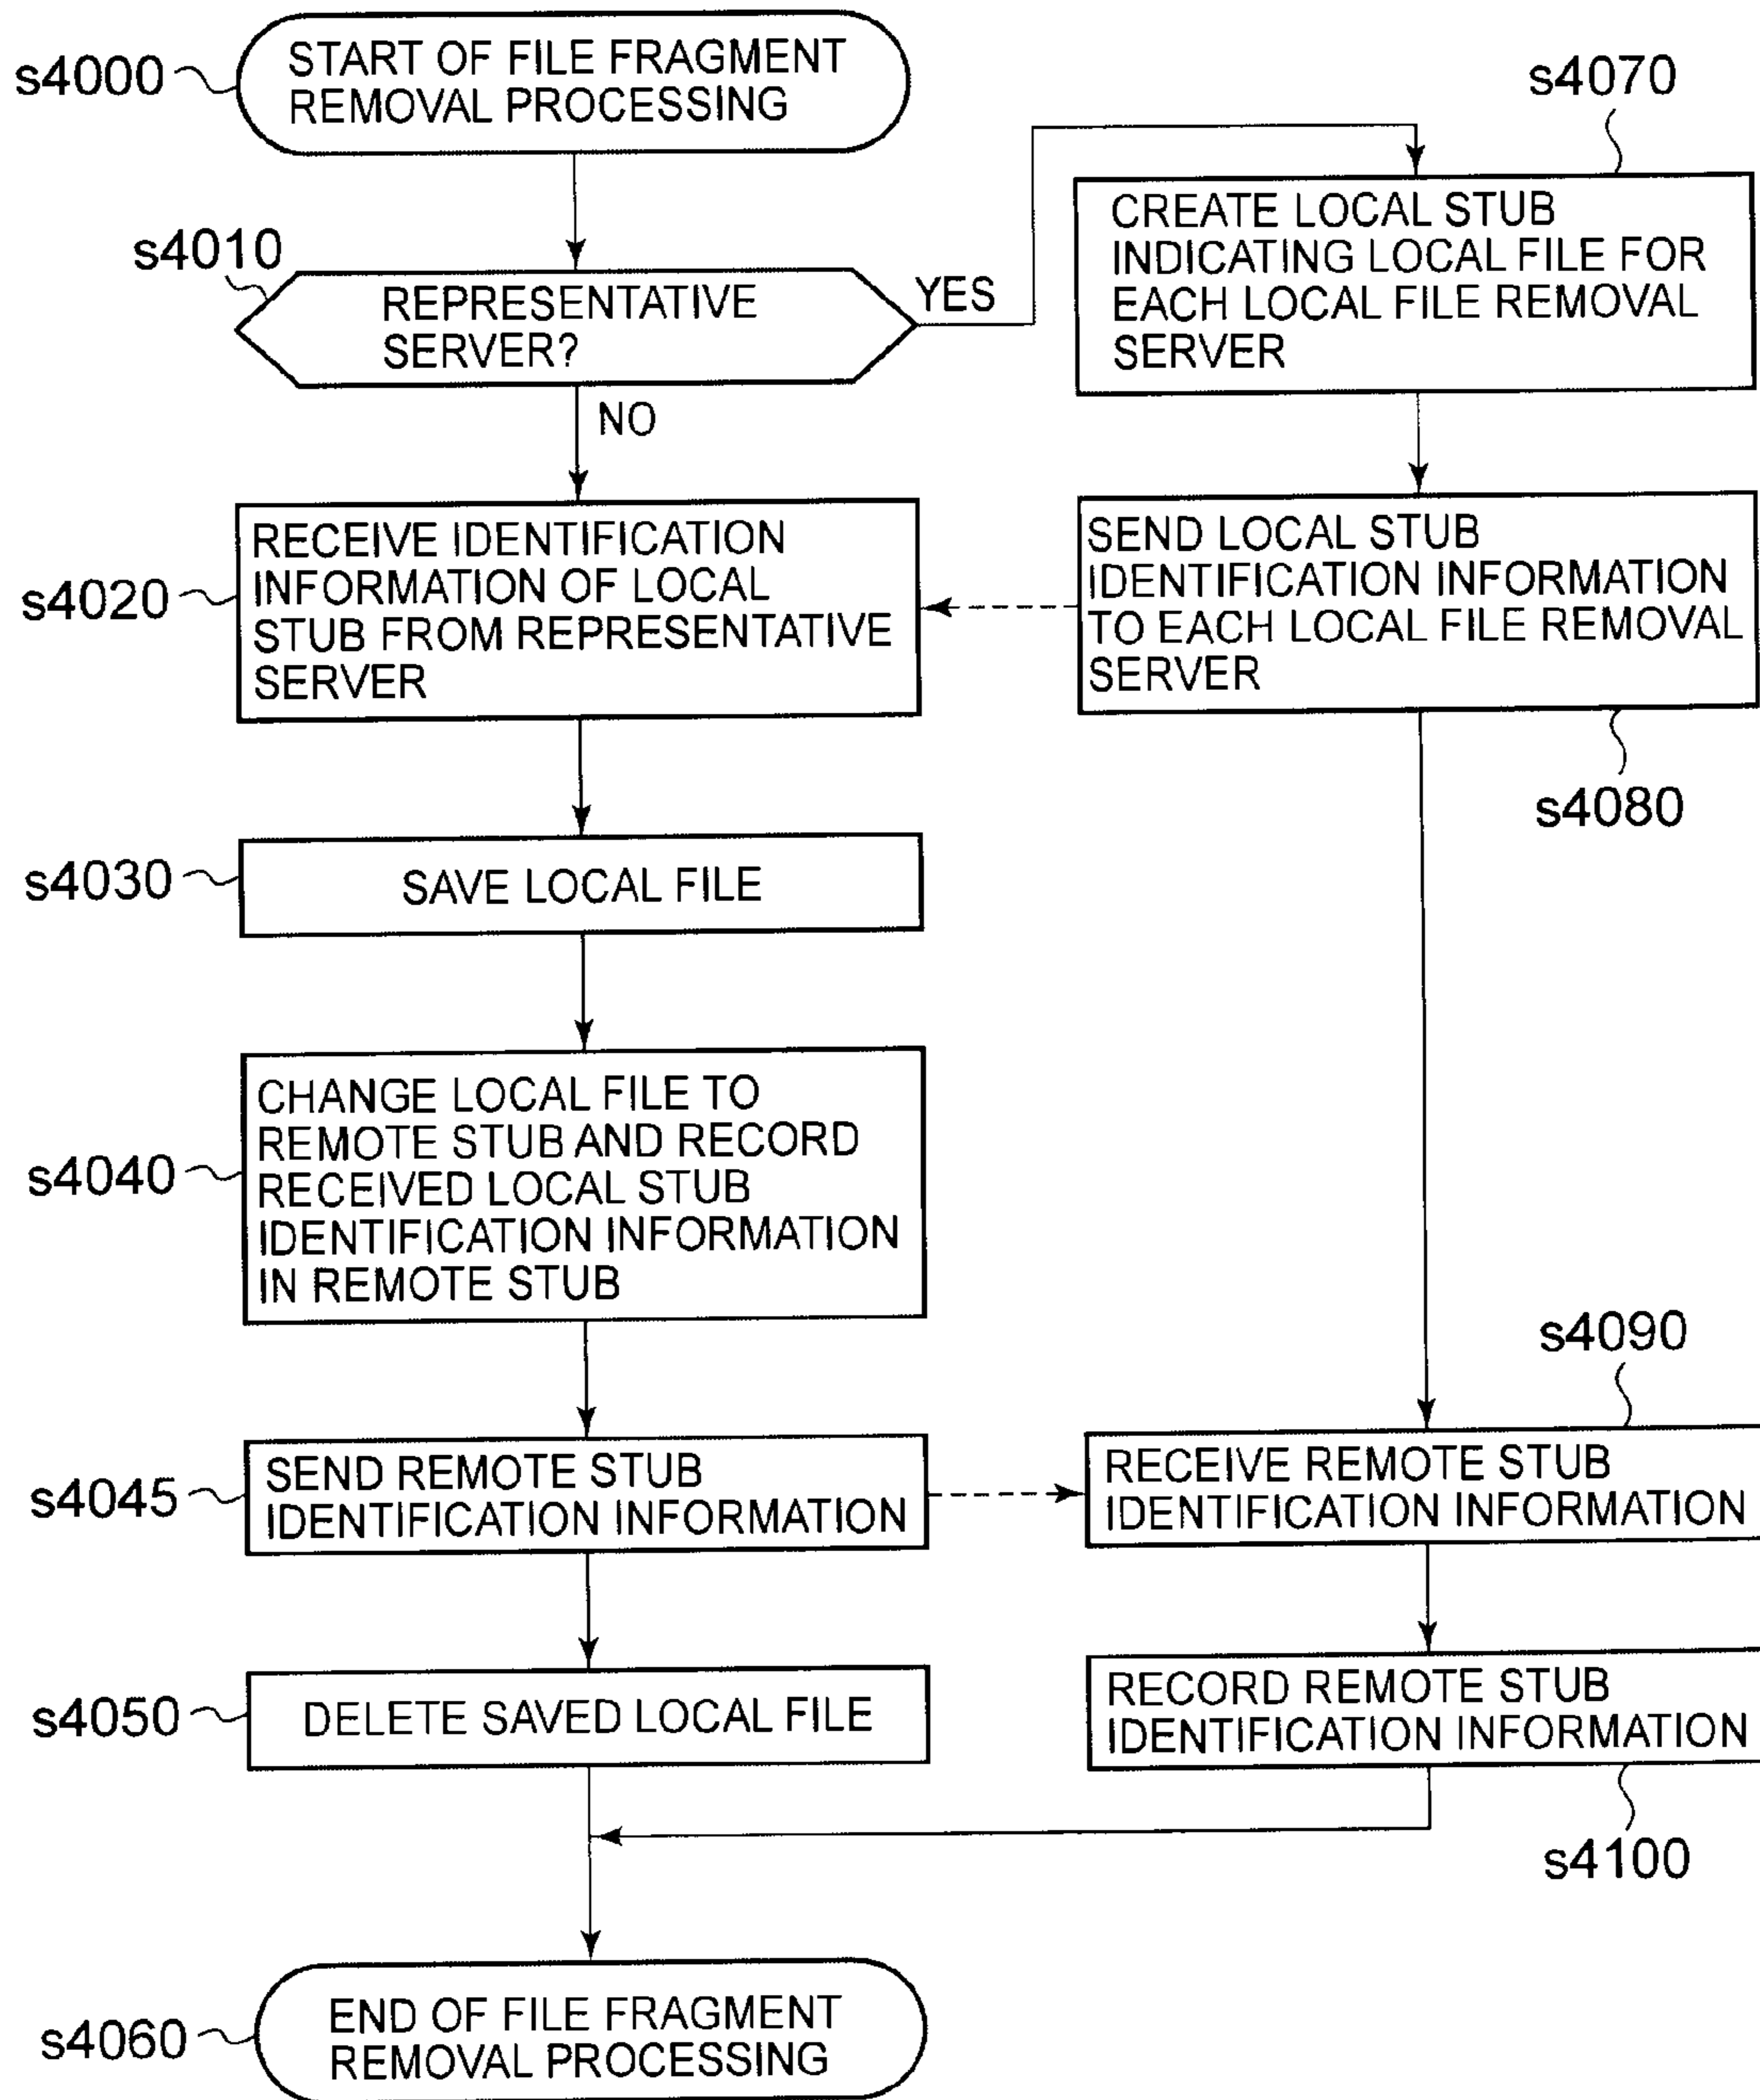 s4000
START OF FILE FRAGMENT
REMOVAL PROCESSING
s4010
REPRESENTATIVE
SERVER?
YES
NO
s4020
RECEIVE IDENTIFICATION
INFORMATION OF LOCAL
STUB FROM REPRESENTATIVE
SERVER
s4030
SAVE LOCAL FILE
s4040
CHANGE LOCAL FILE TO
REMOTE STUB AND RECORD
RECEIVED LOCAL STUB
IDENTIFICATION INFORMATION
IN REMOTE STUB
s4045
SEND REMOTE STUB
IDENTIFICATION INFORMATION
s4050
DELETE SAVED LOCAL FILE
s4060
END OF FILE FRAGMENT
REMOVAL PROCESSING
s4070
CREATE LOCAL STUB
INDICATING LOCAL FILE FOR
EACH LOCAL FILE REMOVAL
SERVER
SEND LOCAL STUB
IDENTIFICATION INFORMATION
TO EACH LOCAL FILE REMOVAL
SERVER
s4080
s4090
RECEIVE REMOTE STUB
IDENTIFICATION INFORMATION
RECORD REMOTE STUB
IDENTIFICATION INFORMATION
s4100